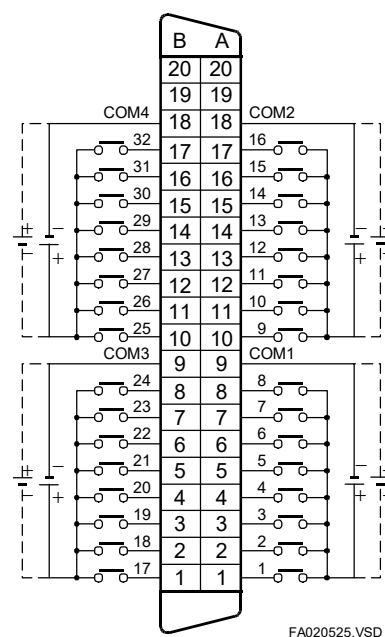 B A
20 20
19 19
COM4 18 18 COM2
32 17 17 16
31 16 16 15
30 15 15 14
29 14 14 13
28 13 13 12
27 12 12 11
26 11 11 10
25 10 10 9
COM3 9 9 COM1
24 8 8 8
23 7 7 7
22 6 6 6
21 5 5 5
20 4 4 4
19 3 3 3
18 2 2 2
17 1 1 1
FA020525.VSD